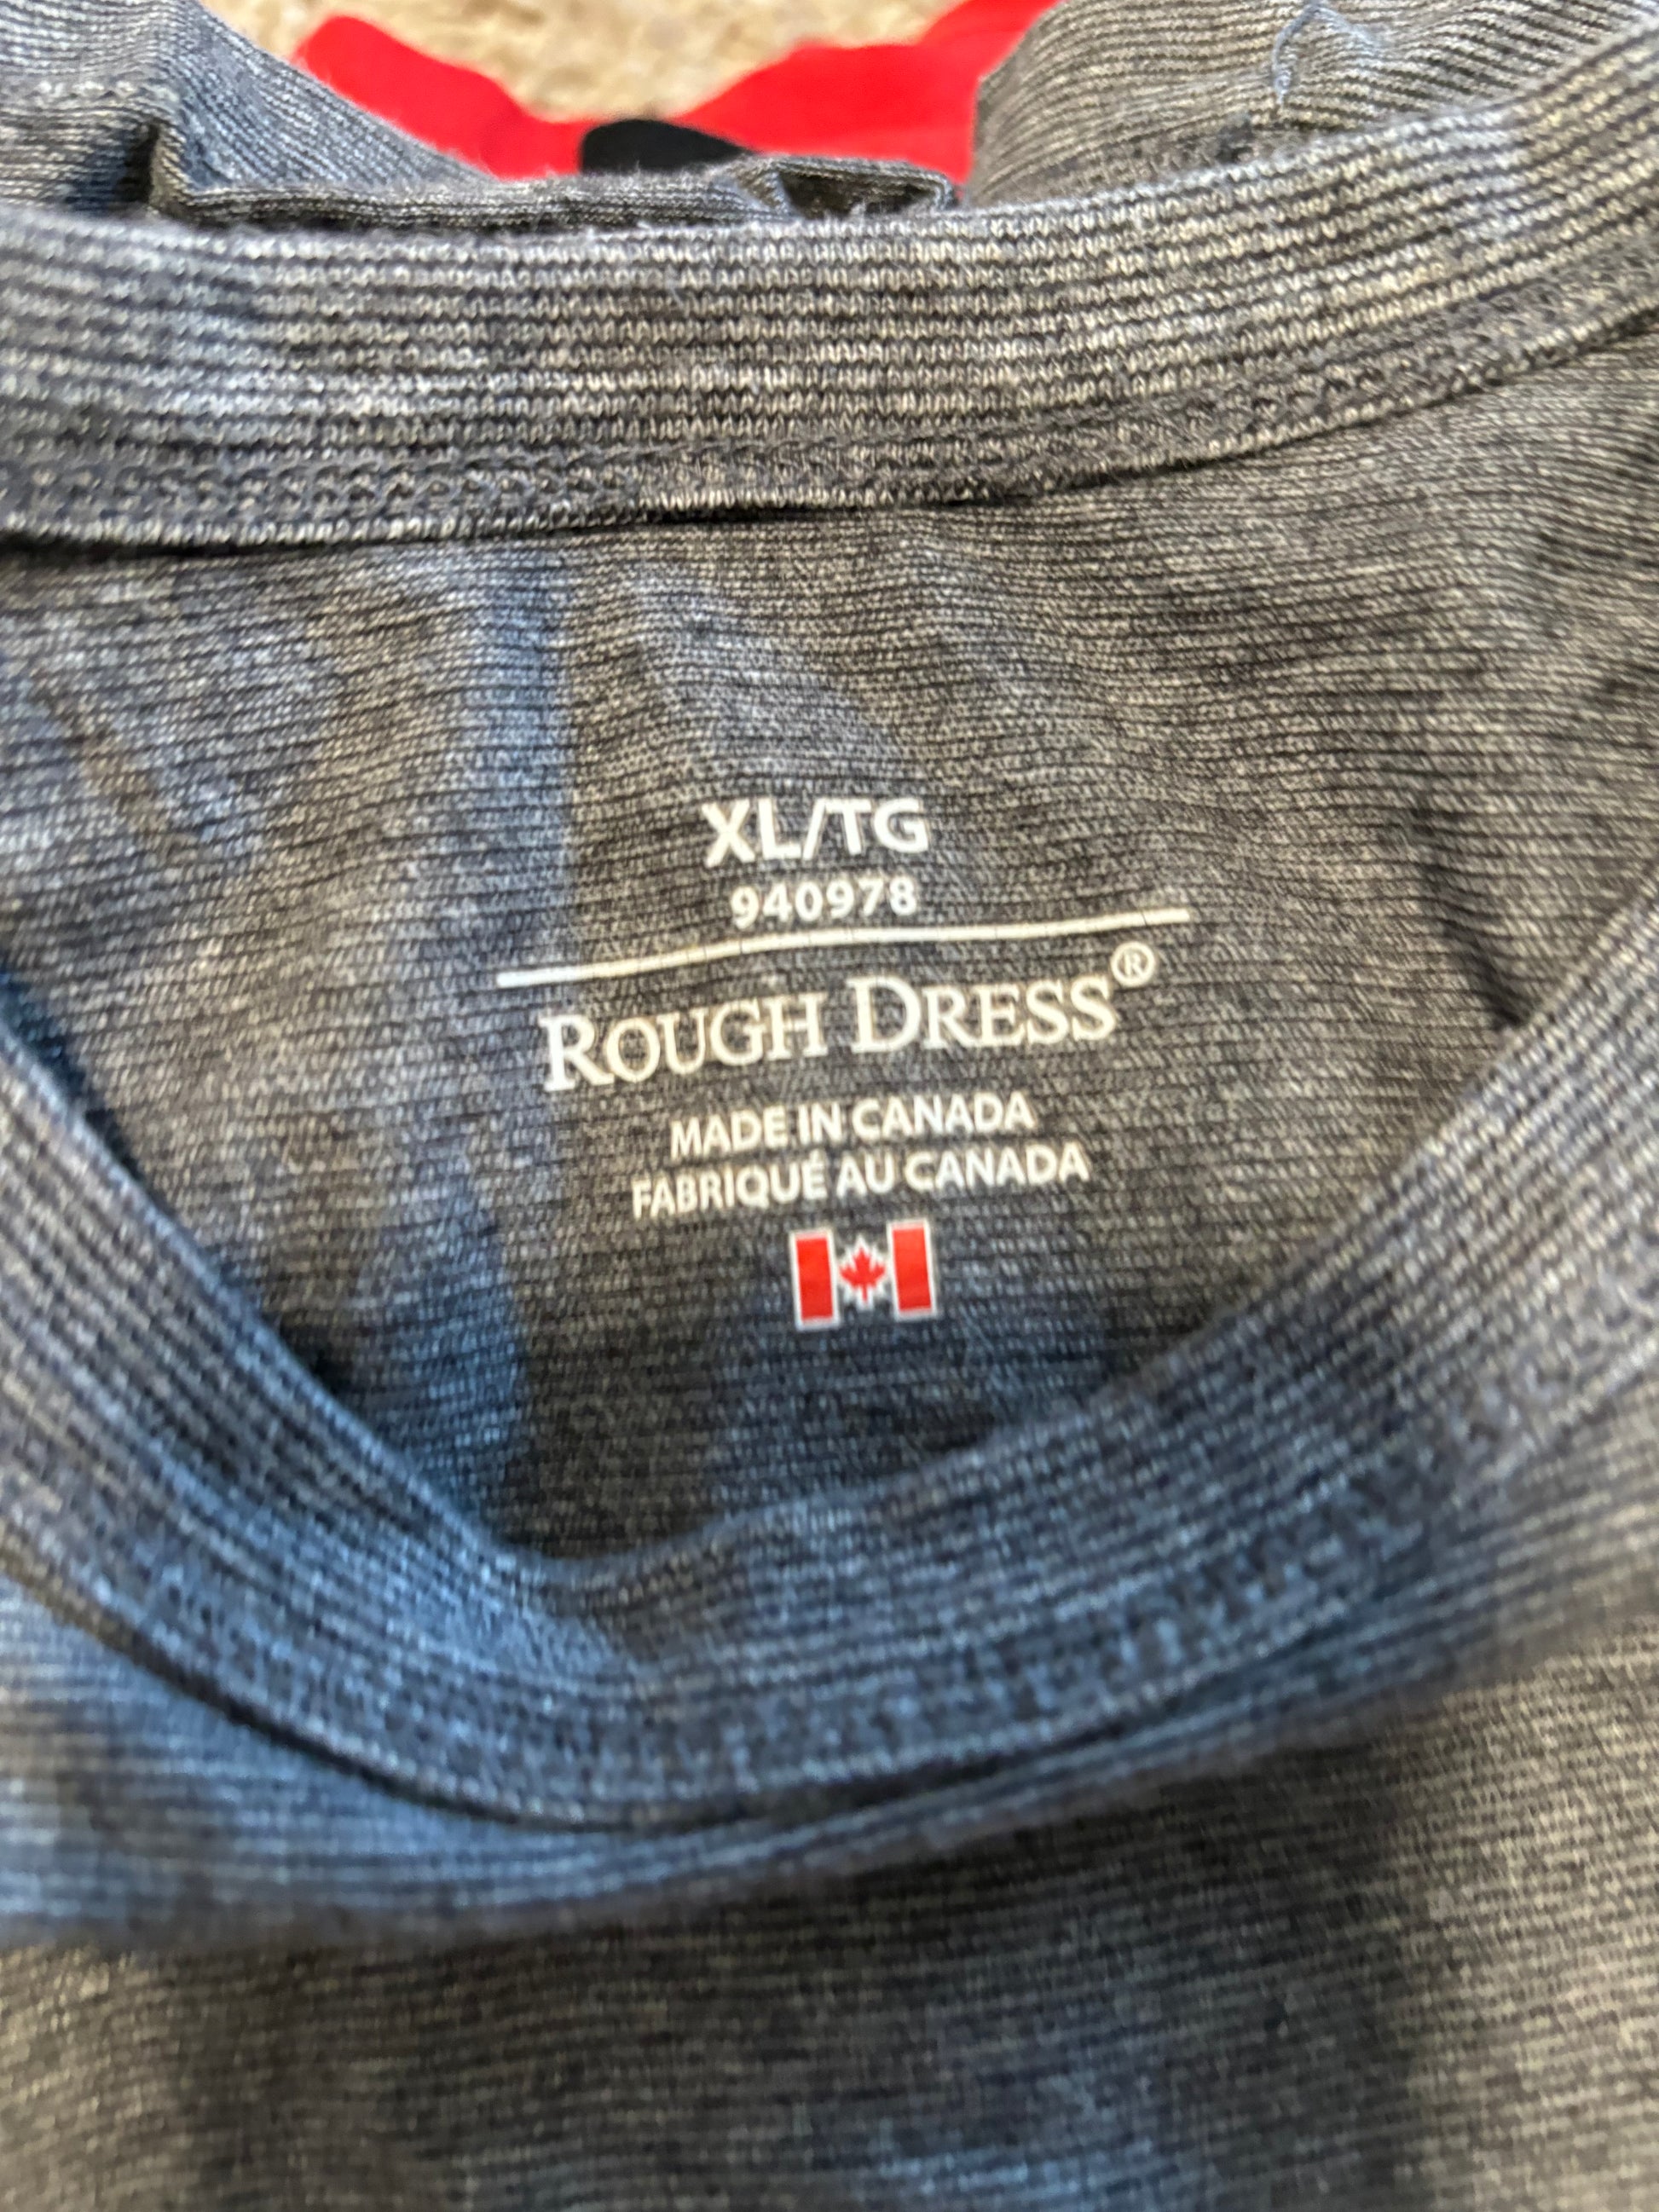 XL/TG
940978
ROUGH DRESS®
MADE IN CANADA
FABRIQUÉ AU CANADA